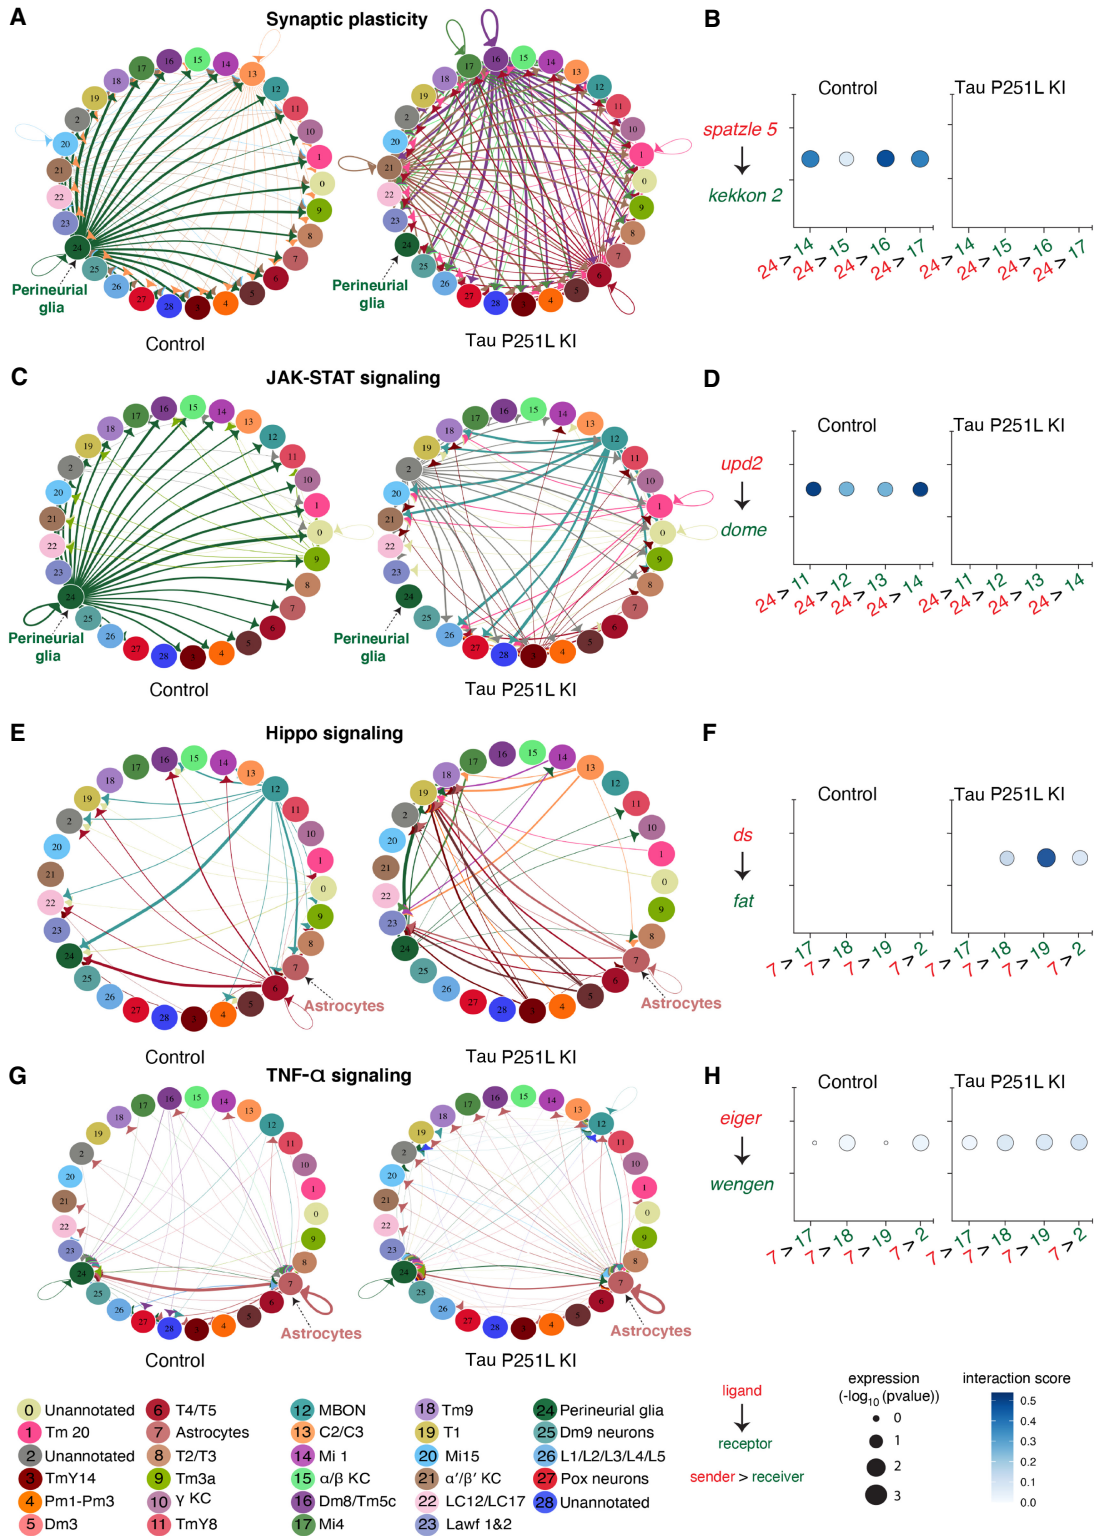 A
Synaptic plasticity
Perineurial
glia
Control
Perineurial
glia
Tau P251L KI
B
Control
Tau P251L KI
spatzle 5
kekkon 2
24 > 14
24 > 15
24 > 16
24 > 17
24 > 14
24 > 15
24 > 16
24 > 17
C
JAK-STAT signaling
Perineurial
glia
Control
Perineurial
glia
Tau P251L KI
D
Control
Tau P251L KI
upd2
dome
24 > 11
24 > 12
24 > 13
24 > 14
24 > 11
24 > 12
24 > 13
24 > 14
E
Hippo signaling
Astrocytes
Control
Astrocytes
Tau P251L KI
F
Control
Tau P251L KI
ds
fat
7 > 17
7 > 18
7 > 19
7 > 2
7 > 17
7 > 18
7 > 19
7 > 2
G
TNF-α signaling
Astrocytes
Control
Astrocytes
Tau P251L KI
H
Control
Tau P251L KI
eiger
wengen
7 > 17
7 > 18
7 > 19
7 > 2
7 > 17
7 > 18
7 > 19
7 > 2
0 Unannotated
1 Tm 20
2 Unannotated
3 TmY14
4 Pm1-Pm3
5 Dm3
6 T4/T5
7 Astrocytes
8 T2/T3
9 Tm3a
10 γ KC
11 TmY8
12 MBON
13 C2/C3
14 Mi 1
15 α/β KC
16 Dm8/Tm5c
17 Mi4
18 Tm9
19 T1
20 Mi15
21 α′/β′ KC
22 LC12/LC17
23 Lawf 1&2
24 Perineurial glia
25 Dm9 neurons
26 L1/L2/L3/L4/L5
27 Pox neurons
28 Unannotated
ligand
receptor
sender > receiver
expression
(-log10 (pvalue))
0
1
2
3
interaction score
0.5
0.4
0.3
0.2
0.1
0.0